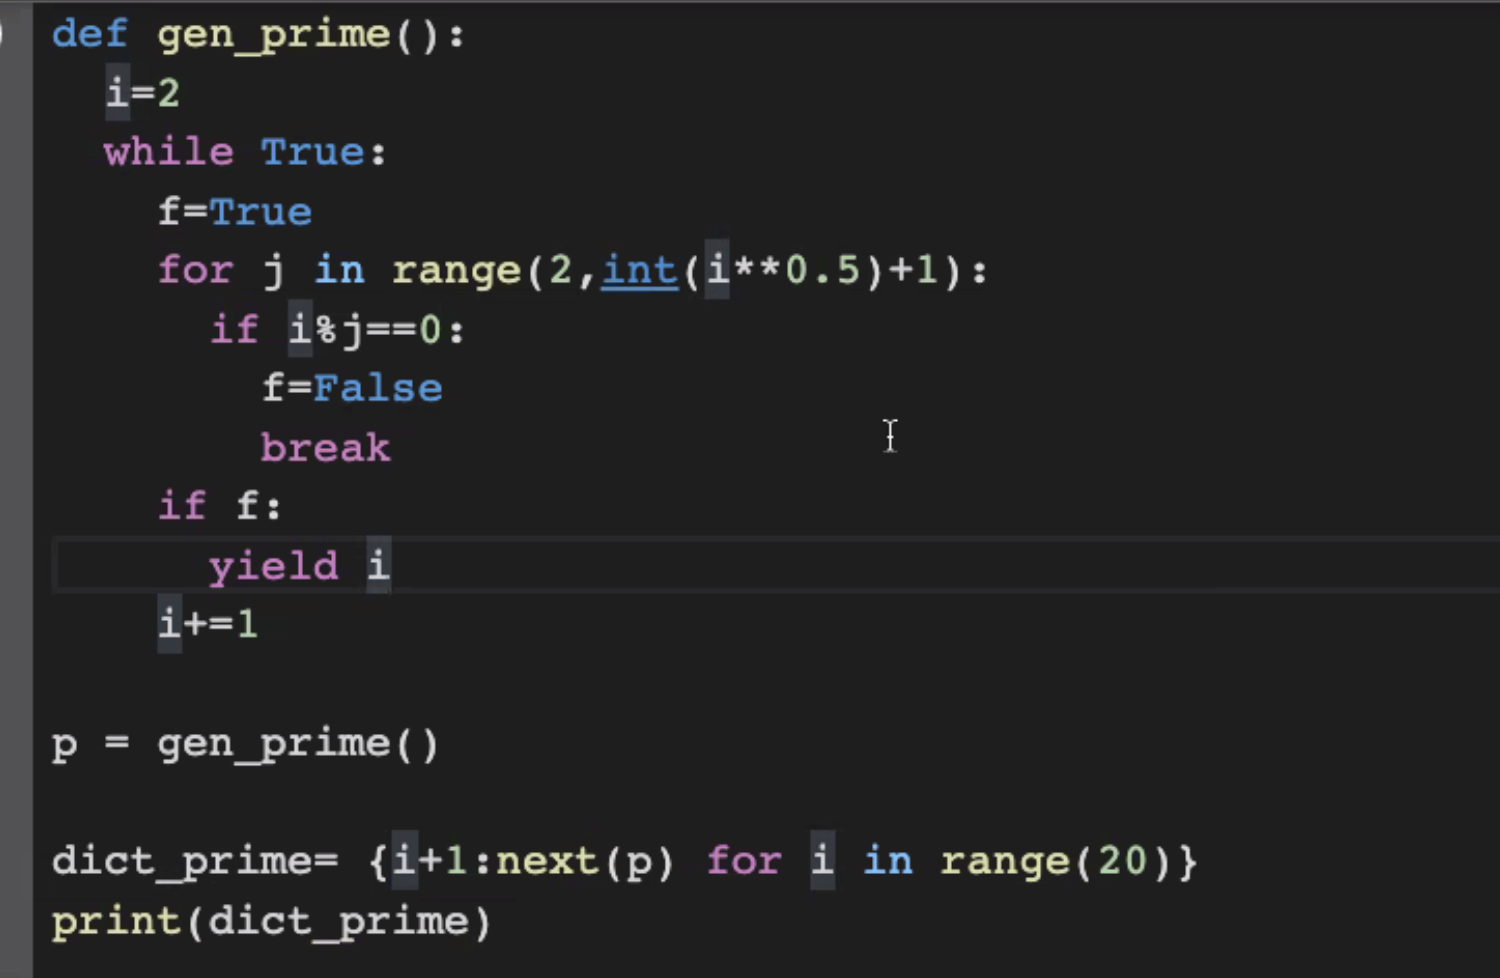 def gen_prime():
  i=2
  while True:
    f=True
    for j in range(2,int(i**0.5)+1):
      if i%j==0:
        f=False
        break
    if f:
      yield i
    i+=1
p = gen_prime()
dict_prime= {i+1:next(p) for i in range(20)}
print(dict_prime)